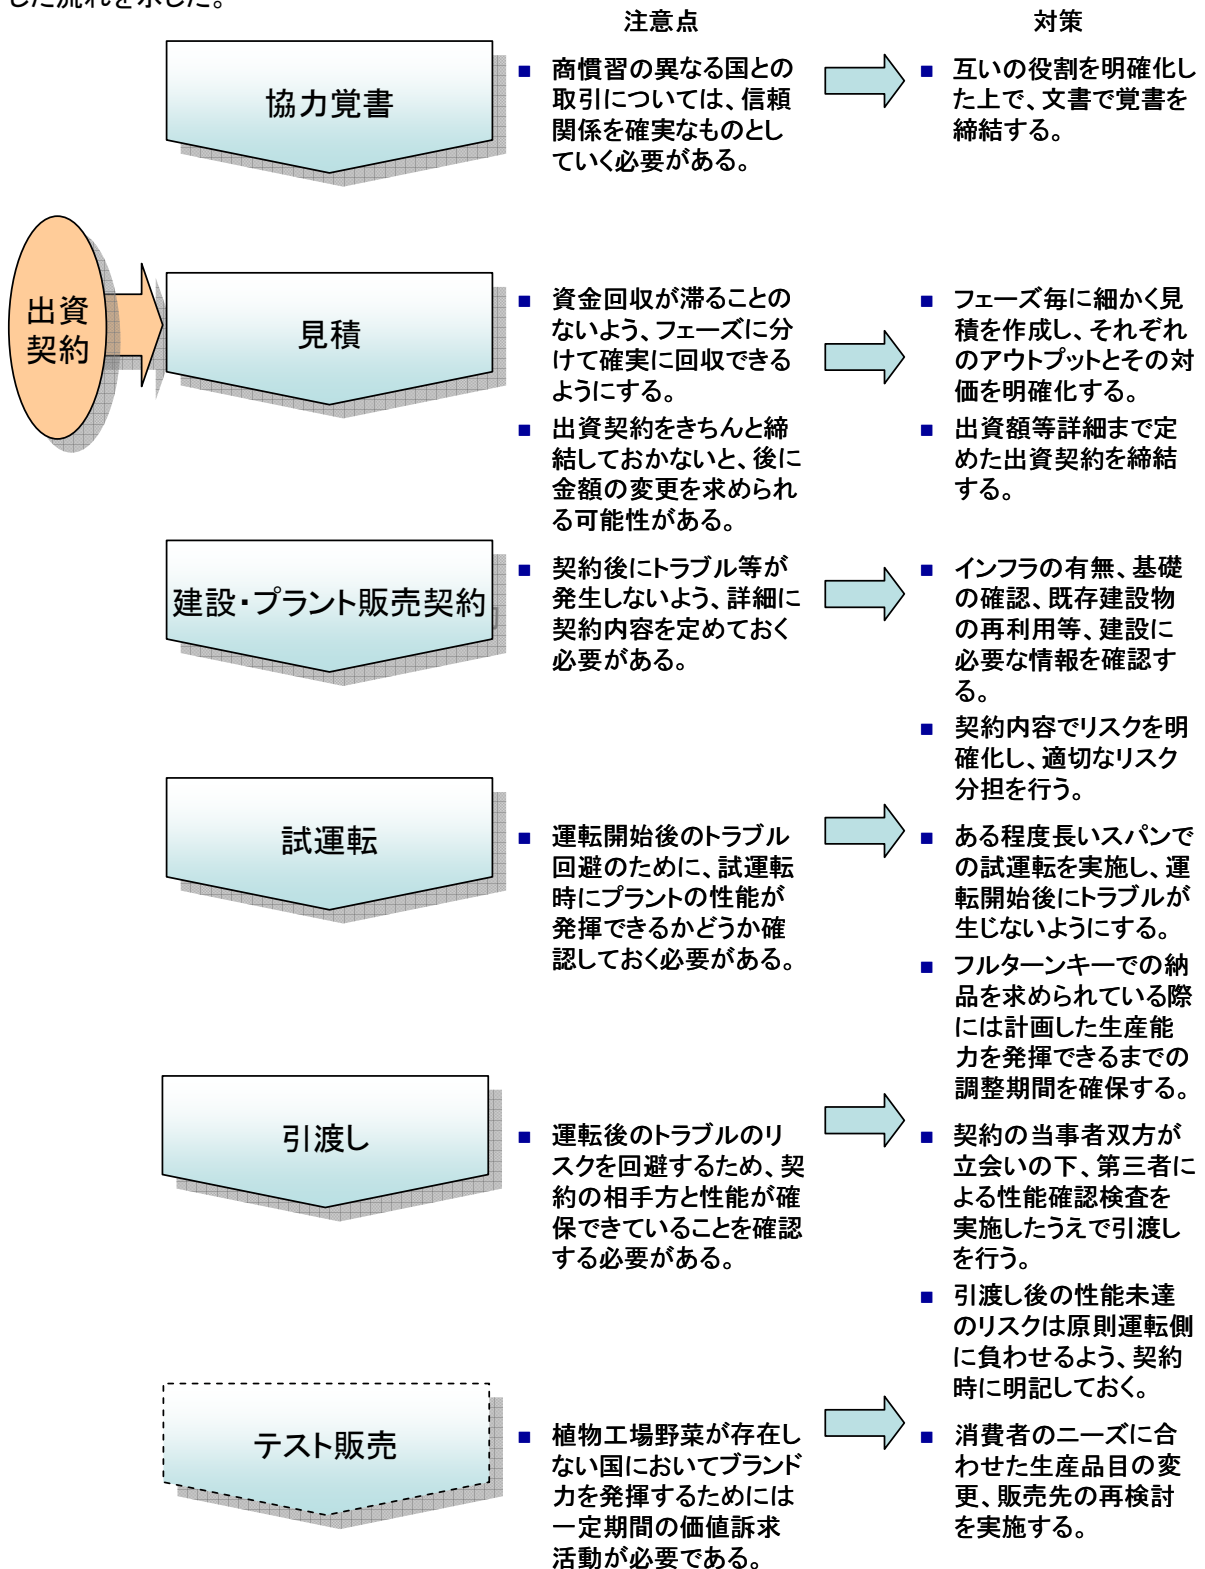 した流れを示した。
注意点
対策
協力覚書
■ 商慣習の異なる国との
取引については、信頼
関係を確実なものとし
ていく必要がある。
■ 互いの役割を明確化し
た上で、文書で覚書を
締結する。
出資
契約
見積
■ 資金回収が滞ることの
ないよう、フェーズに分
けて確実に回収できる
ようにする。
■ 出資契約をきちんと締
結しておかないと、後に
金額の変更を求められ
る可能性がある。
■ フェーズ毎に細かく見
積を作成し、それぞれ
のアウトプットとその対
価を明確化する。
■ 出資額等詳細まで定
めた出資契約を締結
する。
建設・プラント販売契約
■ 契約後にトラブル等が
発生しないよう、詳細に
契約内容を定めておく
必要がある。
■ インフラの有無、基礎
の確認、既存建設物
の再利用等、建設に
必要な情報を確認す
る。
■ 契約内容でリスクを明
確化し、適切なリスク
分担を行う。
試運転
■ 運転開始後のトラブル
回避のために、試運転
時にプラントの性能が
発揮できるかどうか確
認しておく必要がある。
■ ある程度長いスパンで
の試運転を実施し、運
転開始後にトラブルが
生じないようにする。
■ フルターンキーでの納
品を求められている際
には計画した生産能
力を発揮できるまでの
調整期間を確保する。
引渡し
■ 運転後のトラブルのリ
スクを回避するため、契
約の相手方と性能が確
保できていることを確認
する必要がある。
■ 契約の当事者双方が
立会いの下、第三者に
よる性能確認検査を
実施したうえで引渡し
を行う。
■ 引渡し後の性能未達
のリスクは原則運転側
に負わせるよう、契約
時に明記しておく。
テスト販売
■ 植物工場野菜が存在し
ない国においてブランド
力を発揮するためには
一定期間の価値訴求
活動が必要である。
■ 消費者のニーズに合
わせた生産品目の変
更、販売先の再検討
を実施する。